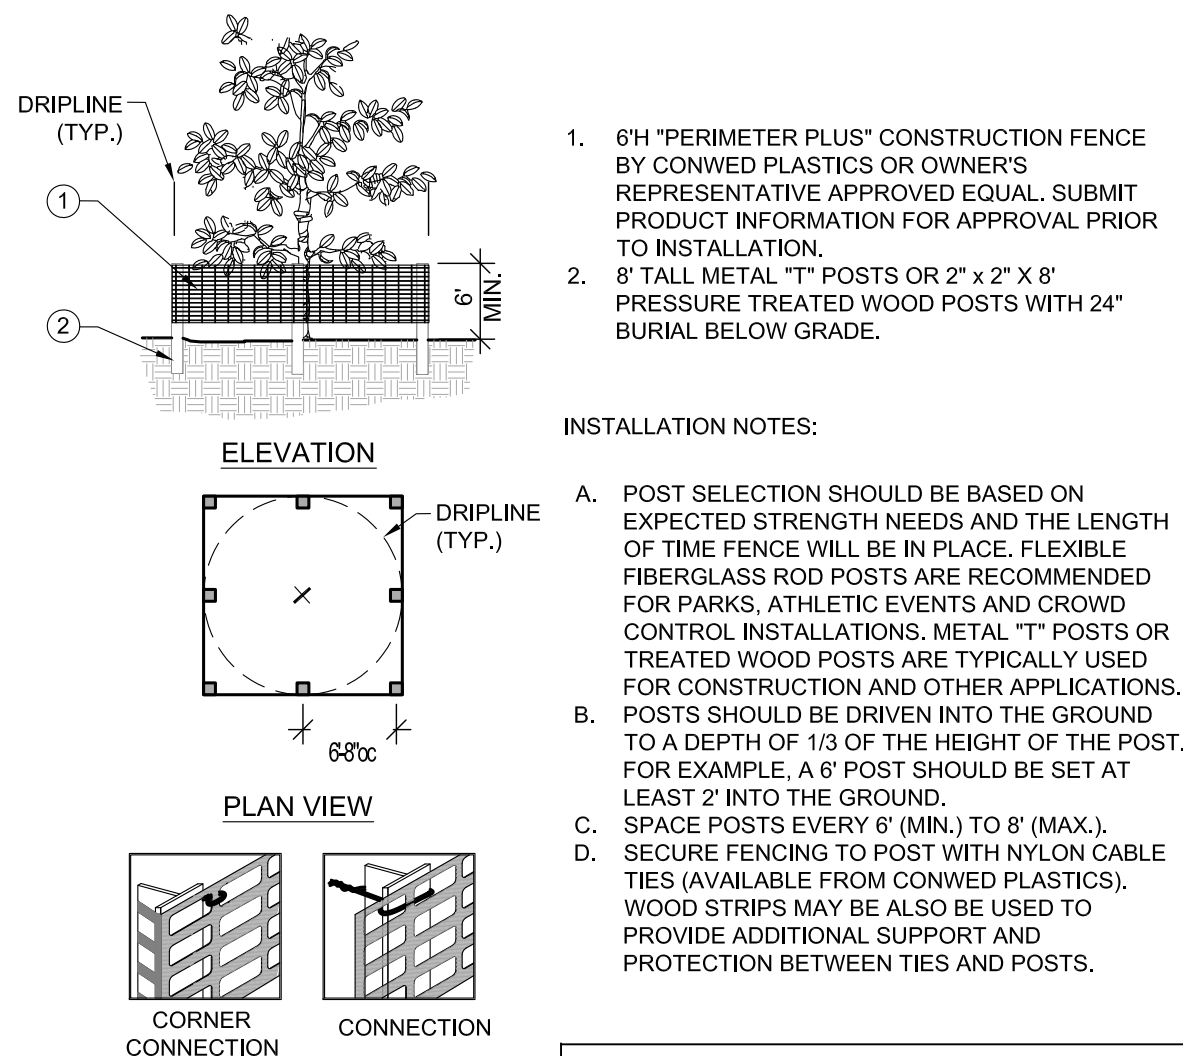 DRIPLINE
(TYP.)
1
2
6'
MIN.
ELEVATION
DRIPLINE
(TYP.)
6'-8"oc
PLAN VIEW
CORNER
CONNECTION
CONNECTION
1. 6'H "PERIMETER PLUS" CONSTRUCTION FENCE
BY CONWED PLASTICS OR OWNER'S
REPRESENTATIVE APPROVED EQUAL. SUBMIT
PRODUCT INFORMATION FOR APPROVAL PRIOR
TO INSTALLATION.
2. 8' TALL METAL "T" POSTS OR 2" x 2" X 8'
PRESSURE TREATED WOOD POSTS WITH 24"
BURIAL BELOW GRADE.
INSTALLATION NOTES:
A. POST SELECTION SHOULD BE BASED ON
EXPECTED STRENGTH NEEDS AND THE LENGTH
OF TIME FENCE WILL BE IN PLACE. FLEXIBLE
FIBERGLASS ROD POSTS ARE RECOMMENDED
FOR PARKS, ATHLETIC EVENTS AND CROWD
CONTROL INSTALLATIONS. METAL "T" POSTS OR
TREATED WOOD POSTS ARE TYPICALLY USED
FOR CONSTRUCTION AND OTHER APPLICATIONS.
B. POSTS SHOULD BE DRIVEN INTO THE GROUND
TO A DEPTH OF 1/3 OF THE HEIGHT OF THE POST.
FOR EXAMPLE, A 6' POST SHOULD BE SET AT
LEAST 2' INTO THE GROUND.
C. SPACE POSTS EVERY 6' (MIN.) TO 8' (MAX.).
D. SECURE FENCING TO POST WITH NYLON CABLE
TIES (AVAILABLE FROM CONWED PLASTICS).
WOOD STRIPS MAY BE ALSO BE USED TO
PROVIDE ADDITIONAL SUPPORT AND
PROTECTION BETWEEN TIES AND POSTS.